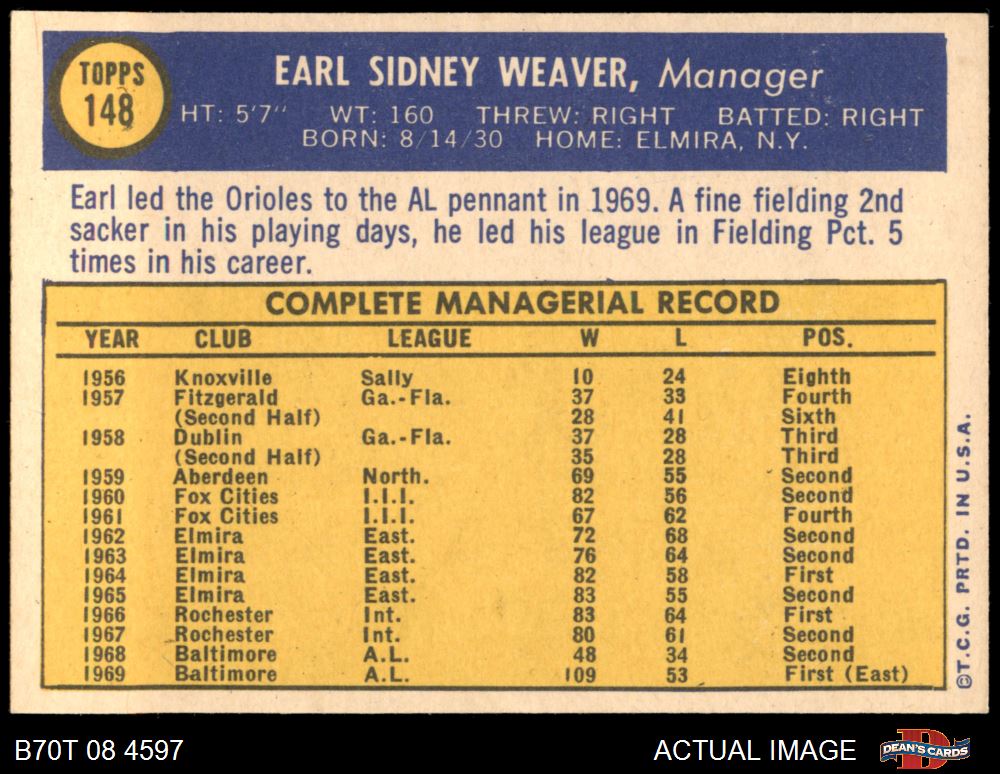 TOPPS
148
EARL SIDNEY WEAVER, Manager
HT: 5'7" WT: 160 THREW: RIGHT BATTED: RIGHT
BORN: 8/14/30 HOME: ELMIRA, N.Y.
Earl led the Orioles to the AL pennant in 1969. A fine fielding 2nd
sacker in his playing days, he led his league in Fielding Pct. 5
times in his career.
COMPLETE MANAGERIAL RECORD
YEAR CLUB LEAGUE W L POS.
1956 Knoxville Sally 10 24 Eighth
1957 Fitzgerald Ga.-Fla. 37 33 Fourth
(Second Half) 28 41 Sixth
1958 Dublin Ga.-Fla. 37 28 Third
(Second Half) 35 28 Third
1959 Aberdeen North. 69 55 Second
1960 Fox Cities I.I.I. 82 56 Second
1961 Fox Cities I.I.I. 67 62 Fourth
1962 Elmira East. 72 68 Second
1963 Elmira East. 76 64 Second
1964 Elmira East. 82 58 First
1965 Elmira East. 83 55 Second
1966 Rochester Int. 83 64 First
1967 Rochester Int. 80 61 Second
1968 Baltimore A.L. 48 34 Second
1969 Baltimore A.L. 109 53 First (East)
©T.C.G. PRTD. IN U.S.A.
B70T 08 4597 ACTUAL IMAGE DEAN'S CARDS